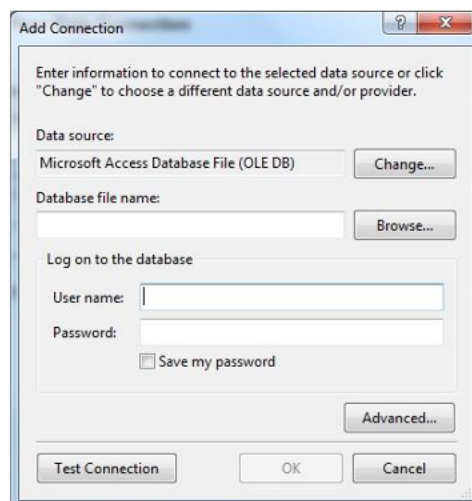 Add Connection
Enter information to connect to the selected data source or click
"Change" to choose a different data source and/or provider.
Data source:
Microsoft Access Database File (OLE DB)
Change...
Database file name:
Browse...
Log on to the database
User name:
Password:
Save my password
Advanced...
Test Connection
OK
Cancel